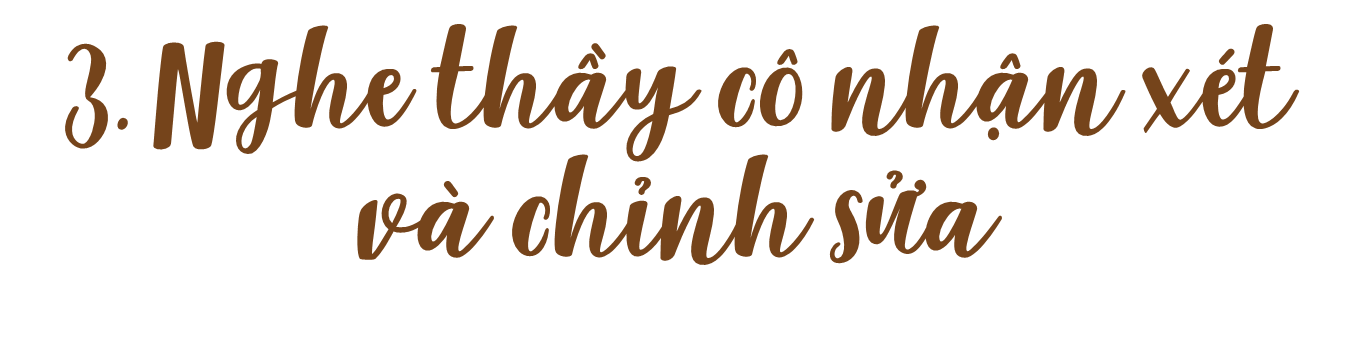 3. Nghe thầy cô nhận xét
và chỉnh sửa